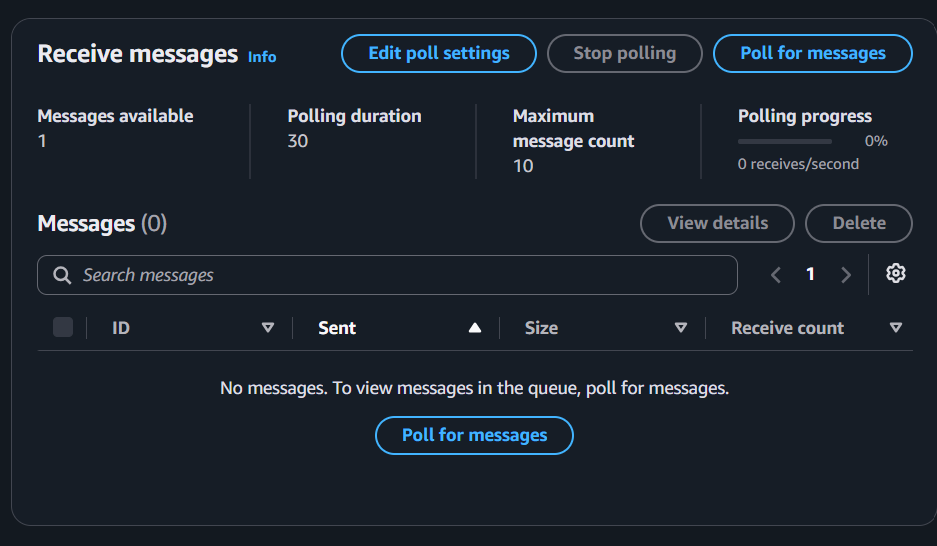 Receive messages Info Edit poll settings Stop polling Poll for messages
Messages available
1
Polling duration
30
Maximum
message count
10
Polling progress
0%
0 receives/second
Messages (0) View details Delete
Search messages 1
ID Sent Size Receive count
No messages. To view messages in the queue, poll for messages.
Poll for messages